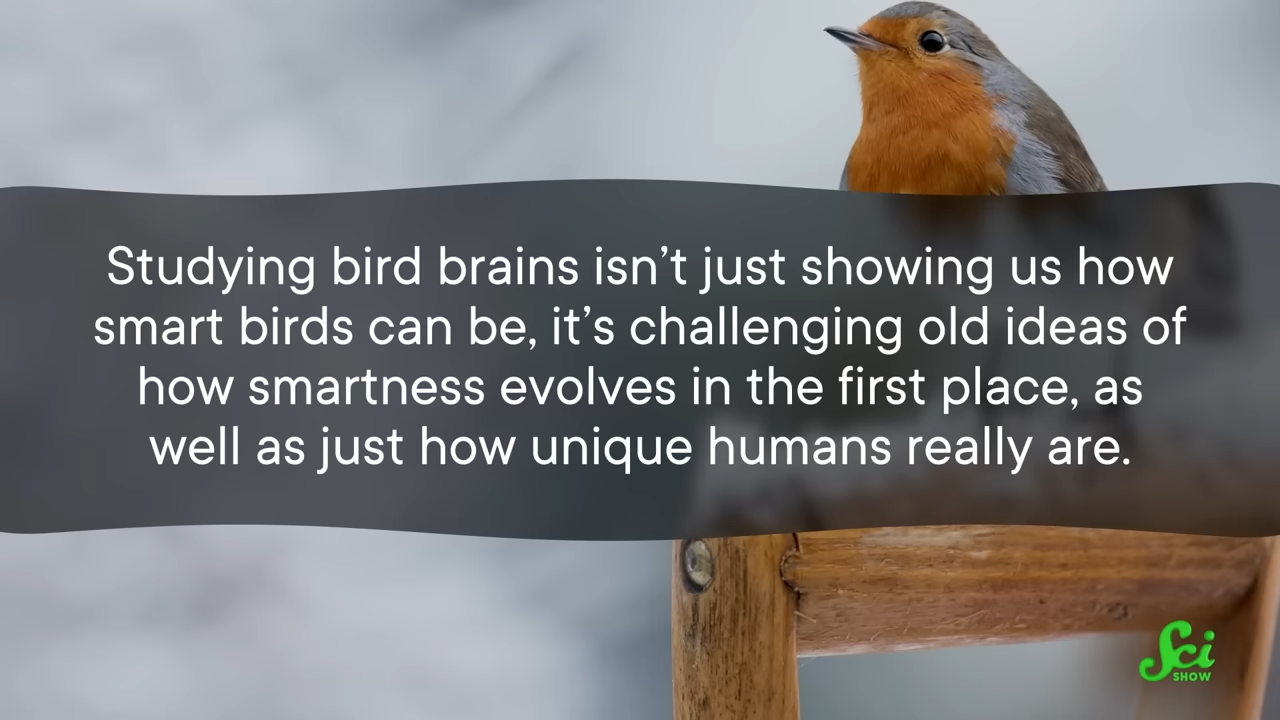 Studying bird brains isn’t just showing us how
smart birds can be, it’s challenging old ideas of
how smartness evolves in the first place, as
well as just how unique humans really are.
Sci
SHOW